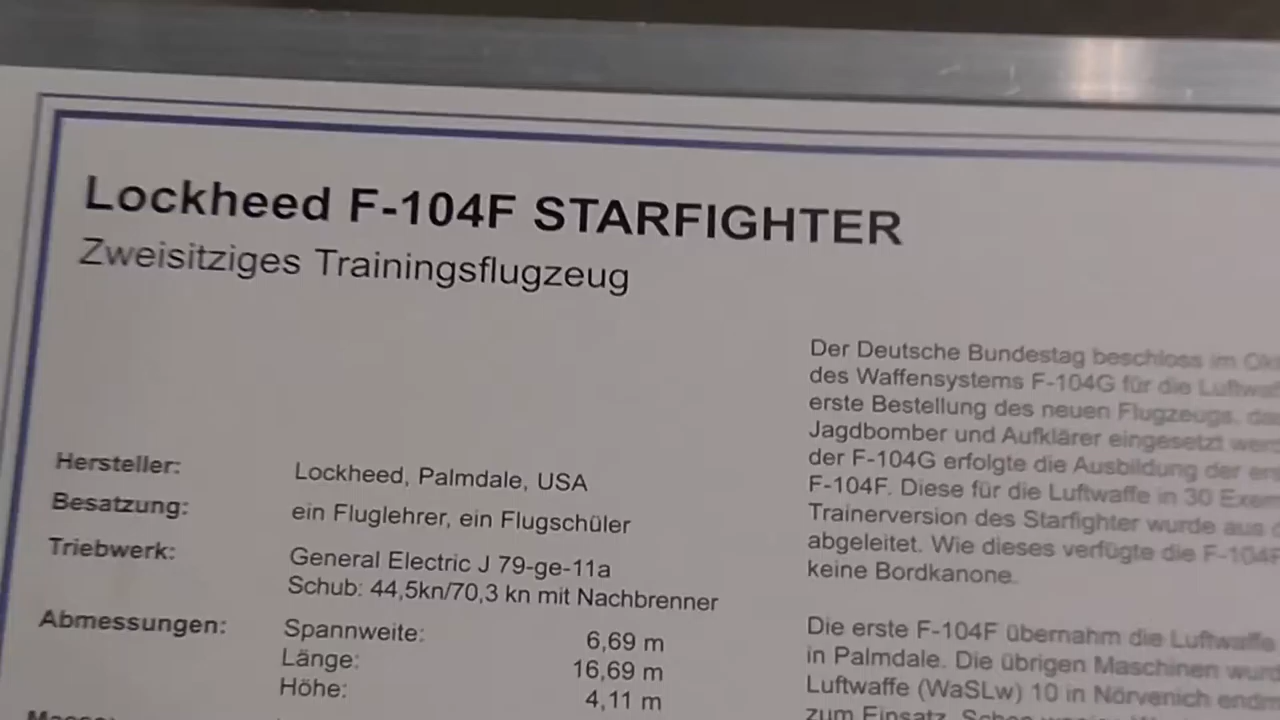 Lockheed F-104F STARFIGHTER
Zweisitziges Trainingsflugzeug
Hersteller: Lockheed, Palmdale, USA
Besatzung: ein Fluglehrer, ein Flugschüler
Triebwerk: General Electric J 79-ge-11a
Schub: 44,5kn/70,3 kn mit Nachbrenner
Abmessungen: Spannweite: 6,69 m
Länge: 16,69 m
Höhe: 4,11 m
Der Deutsche Bundestag beschloss im
des Waffensystems F-104G für die
erste Bestellung des neuen Flugzeugs,
Jagdbomber und Aufklärer eingesetzt
der F-104G erfolgte die Ausbildung der
F-104F. Diese für die Luftwaffe in 30
Trainerversion des Starfighter wurde aus
abgeleitet. Wie dieses verfügte die F-104F
keine Bordkanone.
Die erste F-104F übernahm die Luftwaffe
in Palmdale. Die übrigen Maschinen
Luftwaffe (WaSLw) 10 in Nörvenich
zum Einsatz.